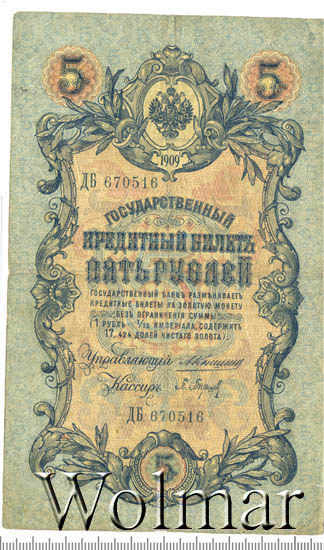 5 5
1909
ДБ 670516
ГОСУДАРСТВЕННЫЙ
КРЕДИТНЫЙ БИЛЕТЪ
ПЯТЬ РУБЛЕЙ
ГОСУДАРСТВЕННЫЙ БАНКЪ РАЗМѢНИВАЕТЪ
КРЕДИТНЫЕ БИЛЕТЫ НА ЗОЛОТУЮ МОНЕТУ
БЕЗЪ ОГРАНИЧЕНІЯ СУММЫ
(1 РУБЛЬ = 1/15 ИМПЕРІАЛА, СОДЕРЖИТЪ
17,424 ДОЛЕЙ ЧИСТАГО ЗОЛОТА).
Управляющій
Кассиръ
ДБ 670516
5
Wolmar